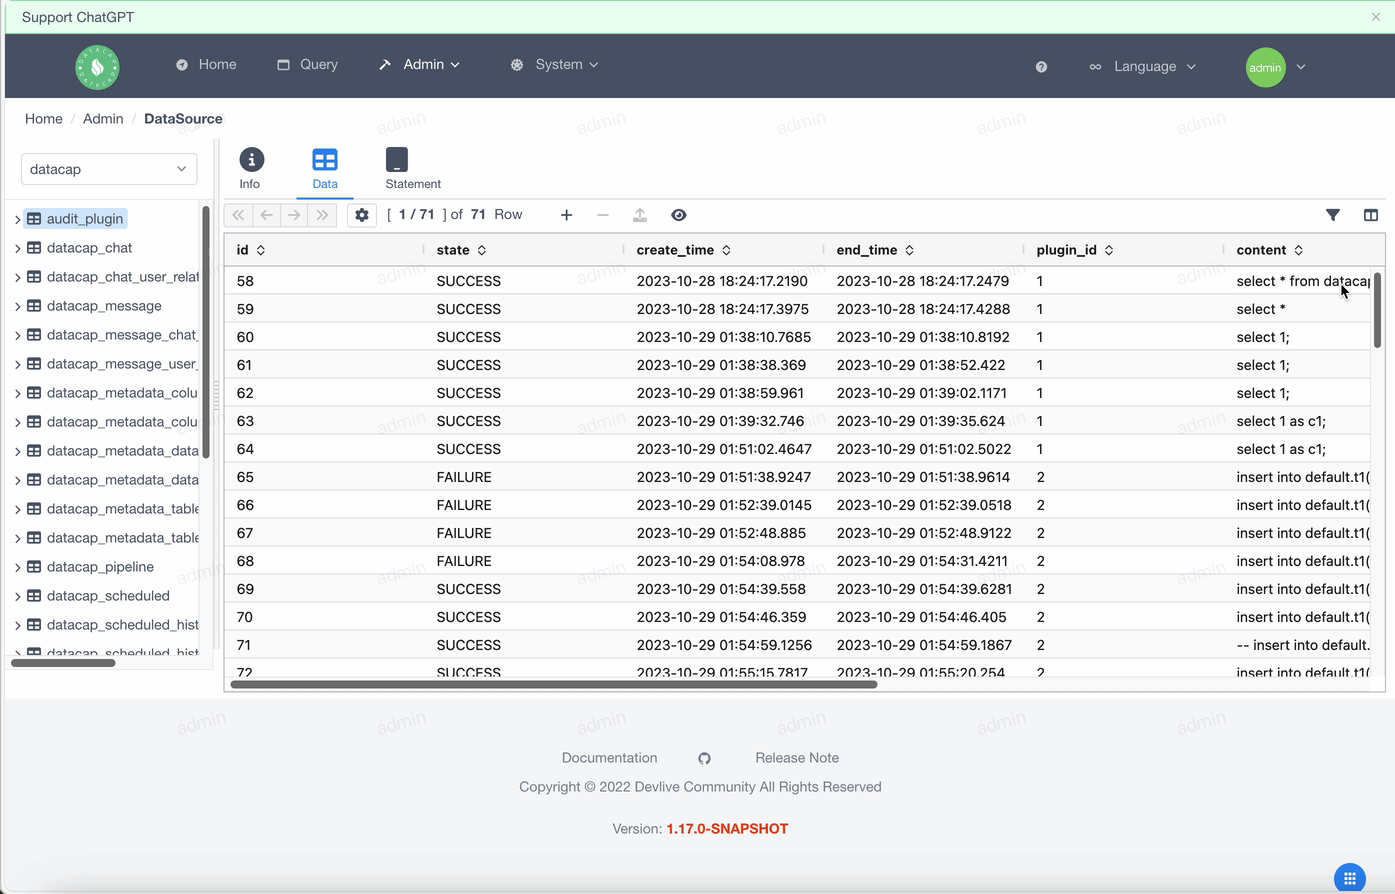 Support ChatGPT
DATACAP
Home Query Admin System Language admin
Home / Admin / DataSource
datacap
Info Data Statement
[ 1 / 71 ] of 71 Row
audit_plugin
datacap_chat
datacap_chat_user_relat
datacap_message
datacap_message_chat_
datacap_message_user_
datacap_metadata_colu
datacap_metadata_colu
datacap_metadata_data
datacap_metadata_data
datacap_metadata_table
datacap_metadata_table
datacap_pipeline
datacap_scheduled
datacap_scheduled_hist
datacap_scheduled_hist
id state create_time end_time plugin_id content
58 SUCCESS 2023-10-28 18:24:17.2190 2023-10-28 18:24:17.2479 1 select * from datacap
59 SUCCESS 2023-10-28 18:24:17.3975 2023-10-28 18:24:17.4288 1 select *
60 SUCCESS 2023-10-29 01:38:10.7685 2023-10-29 01:38:10.8192 1 select 1;
61 SUCCESS 2023-10-29 01:38:38.369 2023-10-29 01:38:52.422 1 select 1;
62 SUCCESS 2023-10-29 01:38:59.961 2023-10-29 01:39:02.1171 1 select 1;
63 SUCCESS 2023-10-29 01:39:32.746 2023-10-29 01:39:35.624 1 select 1 as c1;
64 SUCCESS 2023-10-29 01:51:02.4647 2023-10-29 01:51:02.5022 1 select 1 as c1;
65 FAILURE 2023-10-29 01:51:38.9247 2023-10-29 01:51:38.9614 2 insert into default.t1(
66 FAILURE 2023-10-29 01:52:39.0145 2023-10-29 01:52:39.0518 2 insert into default.t1(
67 FAILURE 2023-10-29 01:52:48.885 2023-10-29 01:52:48.9122 2 insert into default.t1(
68 FAILURE 2023-10-29 01:54:08.978 2023-10-29 01:54:31.4211 2 insert into default.t1(
69 SUCCESS 2023-10-29 01:54:39.558 2023-10-29 01:54:39.6281 2 insert into default.t1(
70 SUCCESS 2023-10-29 01:54:46.359 2023-10-29 01:54:46.405 2 insert into default.t1(
71 SUCCESS 2023-10-29 01:54:59.1256 2023-10-29 01:54:59.1867 2 -- insert into default.
72 SUCCESS 2023-10-29 01:55:15.7817 2023-10-29 01:55:20.254 2 insert into default.t1(
admin admin admin admin admin admin
Documentation Release Note
Copyright © 2022 Devlive Community All Rights Reserved
Version: 1.17.0-SNAPSHOT